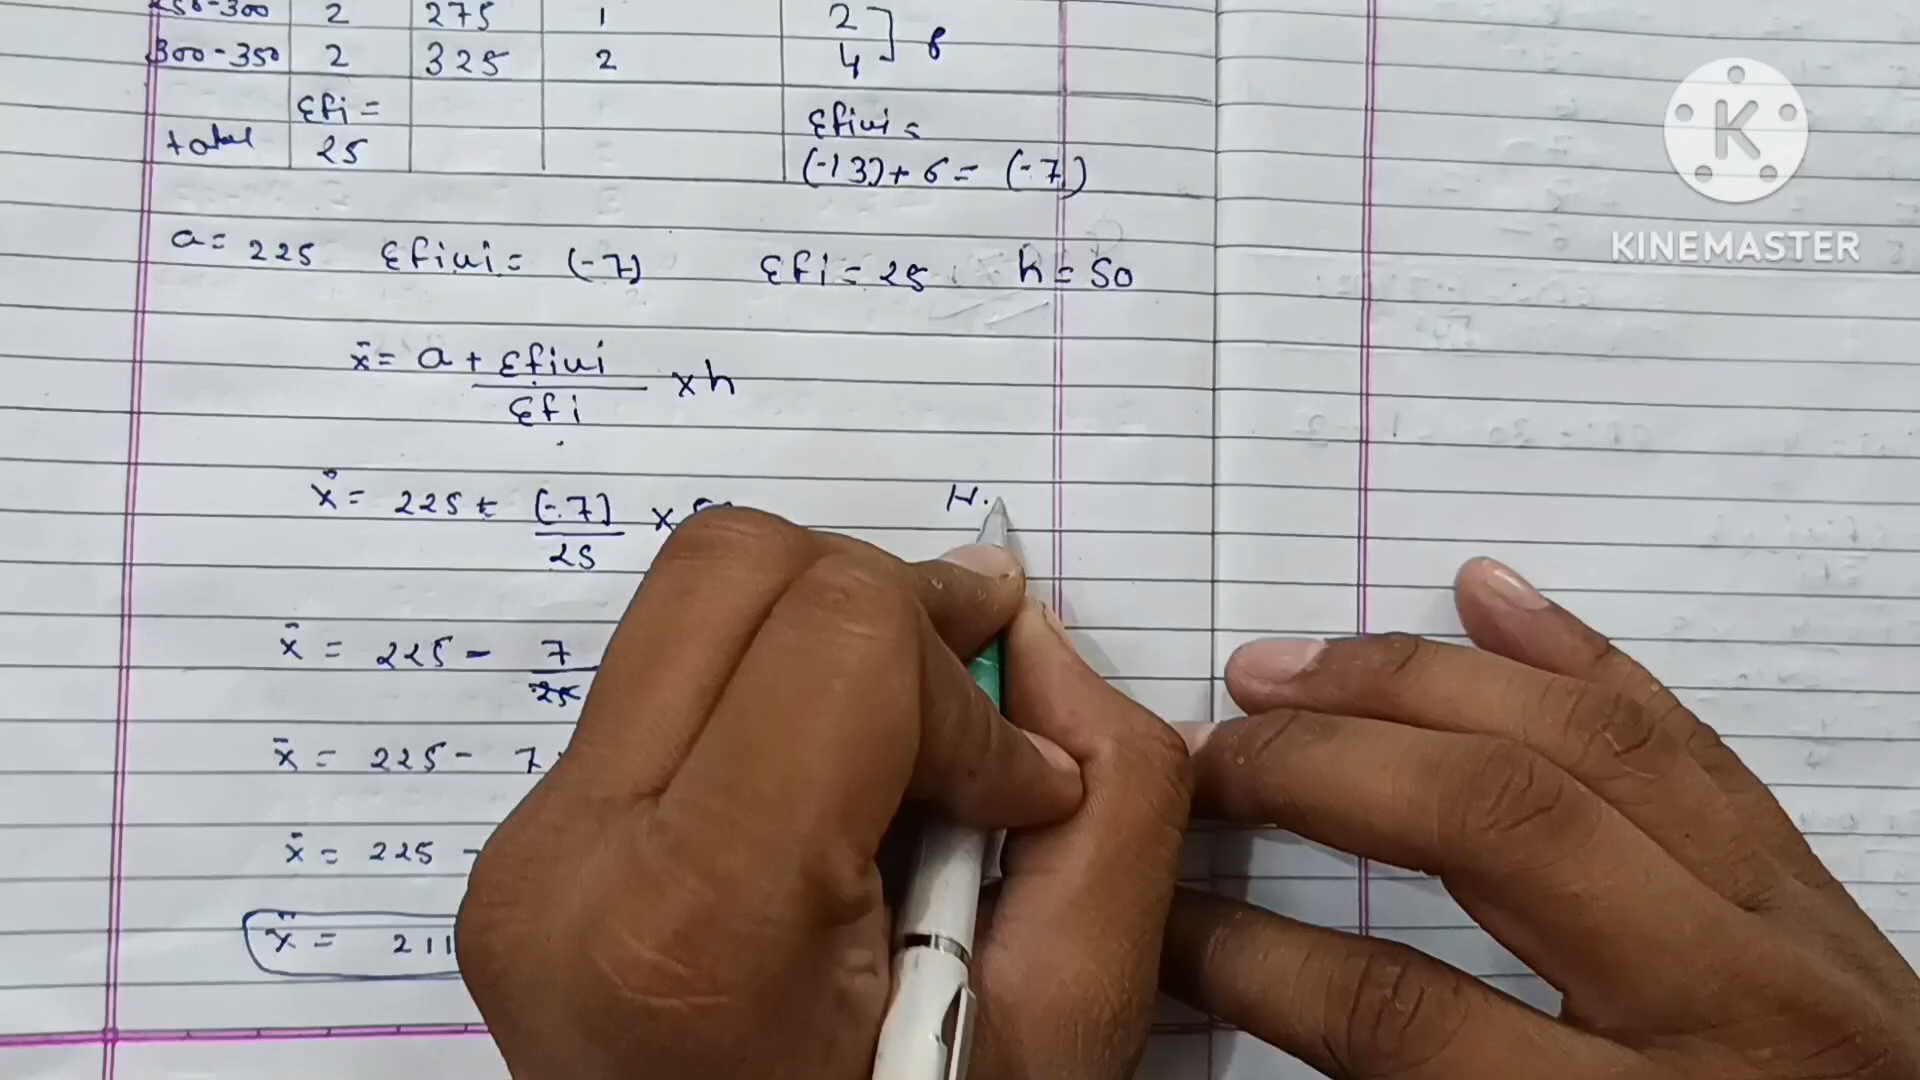 250-300 2 275 1 2
300-350 2 325 2 4 6
Σfi = Σfiui =
total 25 (-13)+6 = (-7)
K
KINEMASTER
a = 225 Σfiui = (-7) Σfi = 25 h = 50
x̄ = a + Σfiui × h
Σfi
x̄ = 225 + (-7) ×
25
H.
x̄ = 225 - 7
25
x̄ = 225 - 7
x̄ = 225 -
x̄ = 211